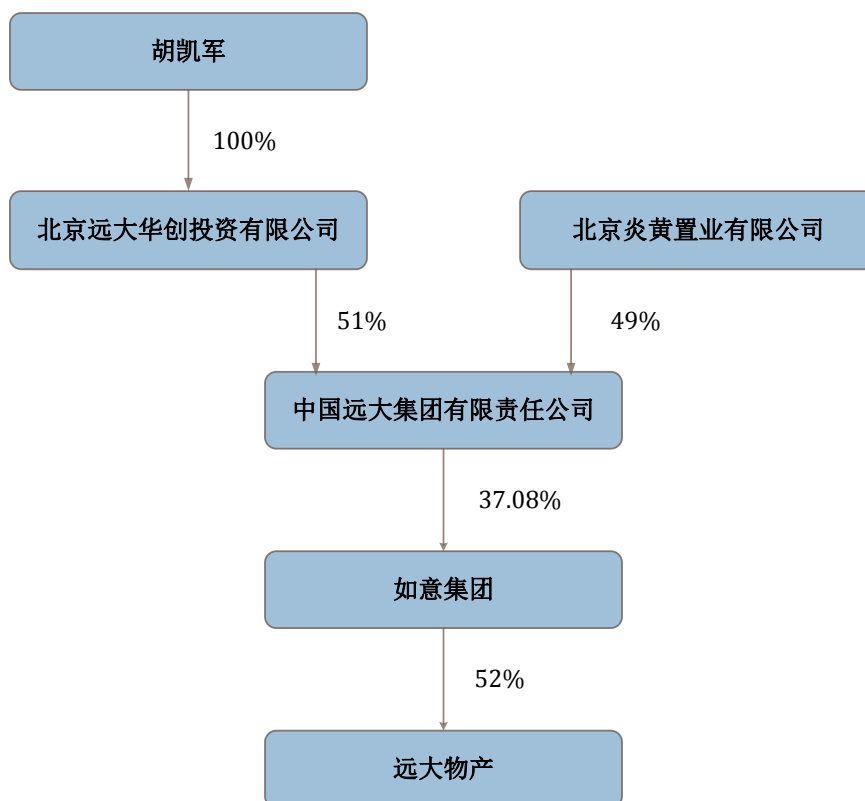 胡凯军
100%
北京远大华创投资有限公司
北京炎黄置业有限公司
51%
49%
中国远大集团有限责任公司
37.08%
如意集团
52%
远大物产